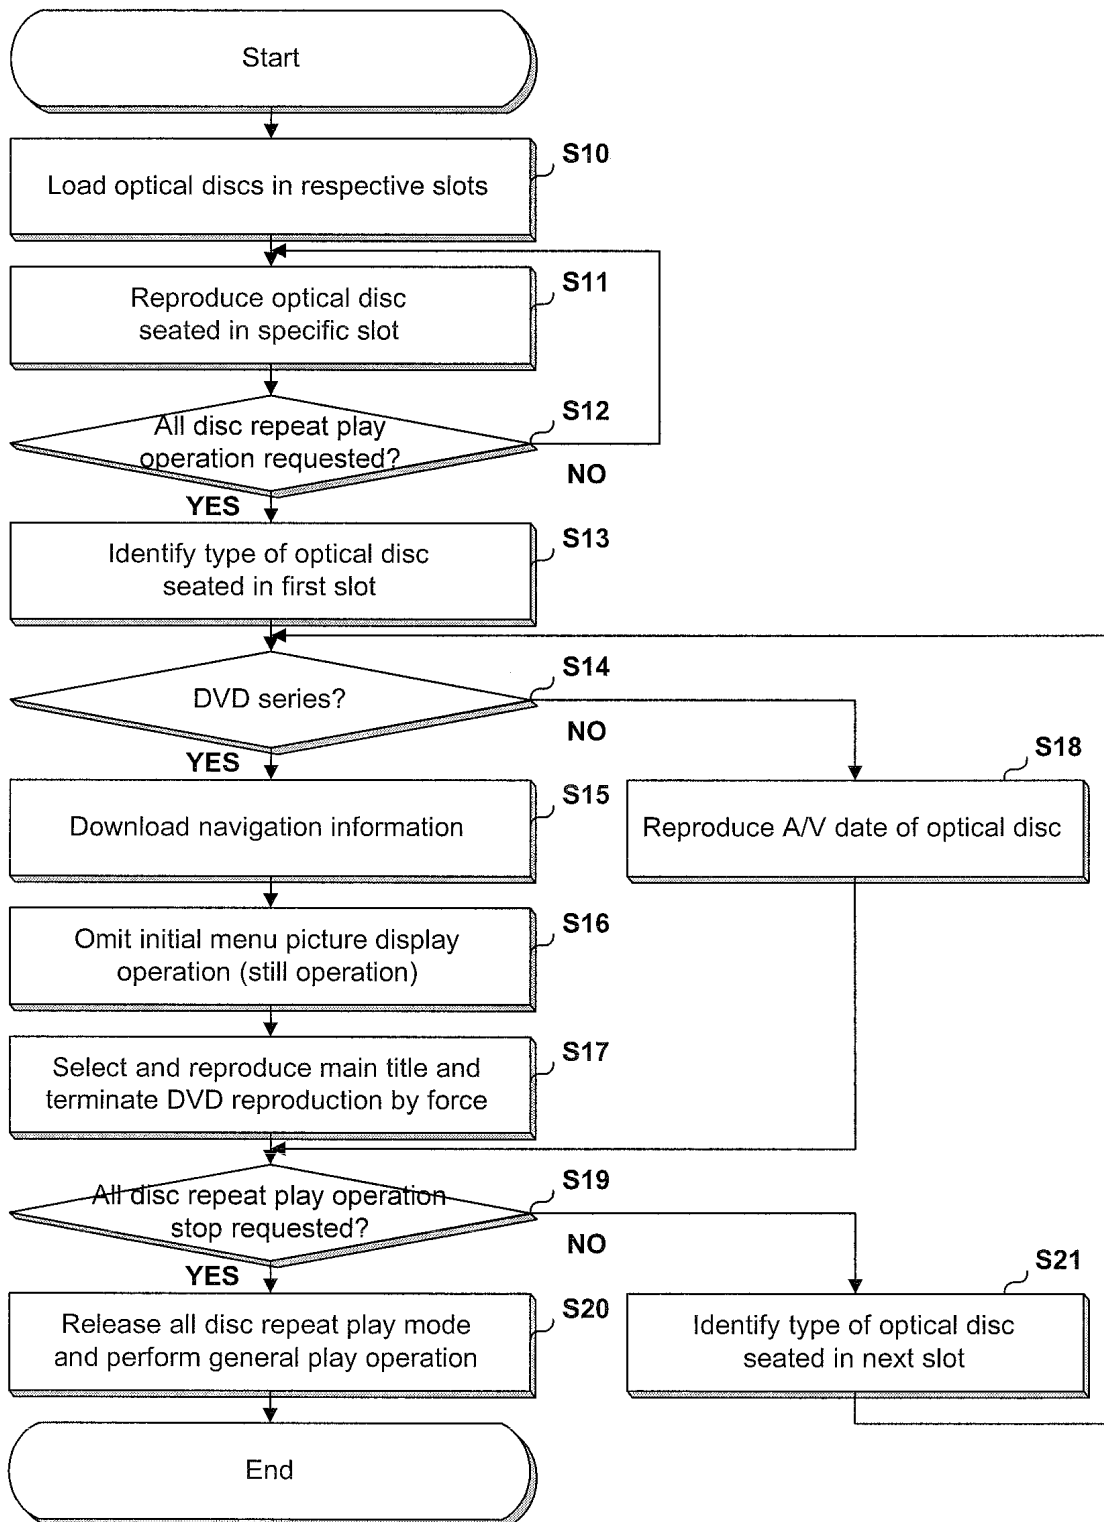 Start
S10
Load optical discs in respective slots
S11
Reproduce optical disc
seated in specific slot
S12
All disc repeat play
operation requested?
NO
YES
S13
Identify type of optical disc
seated in first slot
S14
DVD series?
NO
YES
S18
S15
Download navigation information
Reproduce A/V date of optical disc
S16
Omit initial menu picture display
operation (still operation)
S17
Select and reproduce main title and
terminate DVD reproduction by force
S19
All disc repeat play operation
stop requested?
NO
YES
S21
S20
Release all disc repeat play mode
and perform general play operation
Identify type of optical disc
seated in next slot
End